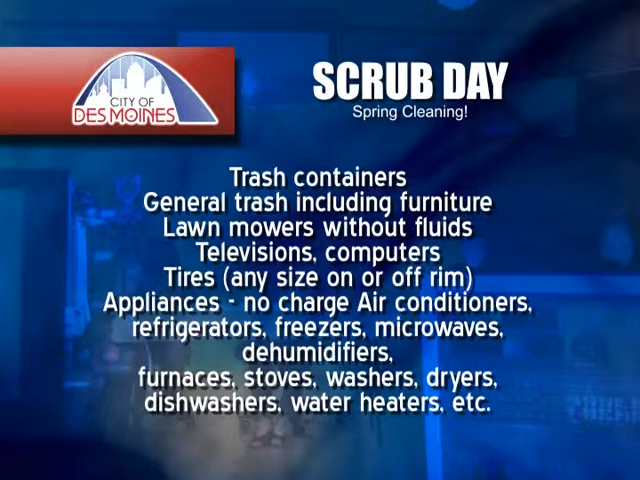 CITY OF
DES MOINES
SCRUB DAY
Spring Cleaning!
Trash containers
General trash including furniture
Lawn mowers without fluids
Televisions, computers
Tires (any size on or off rim)
Appliances - no charge Air conditioners,
refrigerators, freezers, microwaves,
dehumidifiers,
furnaces, stoves, washers, dryers,
dishwashers, water heaters, etc.